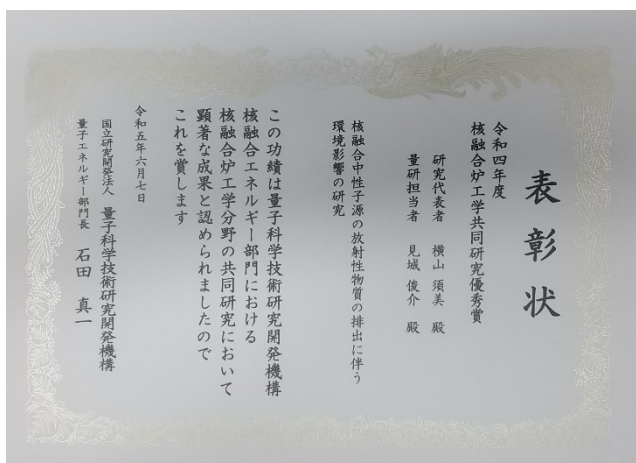 表彰状
令和四年度
核融合炉工学共同研究優秀賞
研究代表者 横山 須美 殿
量研担当者 見城 俊介 殿
核融合中性子源の放射性物質の排出に伴う
環境影響の研究
この功績は量子科学技術研究開発機構
核融合エネルギー部門における
核融合炉工学分野の共同研究において
顕著な成果と認められましたので
これを賞します
令和五年六月七日
国立研究開発法人 量子科学技術研究開発機構
量子エネルギー部門長 石田 真一